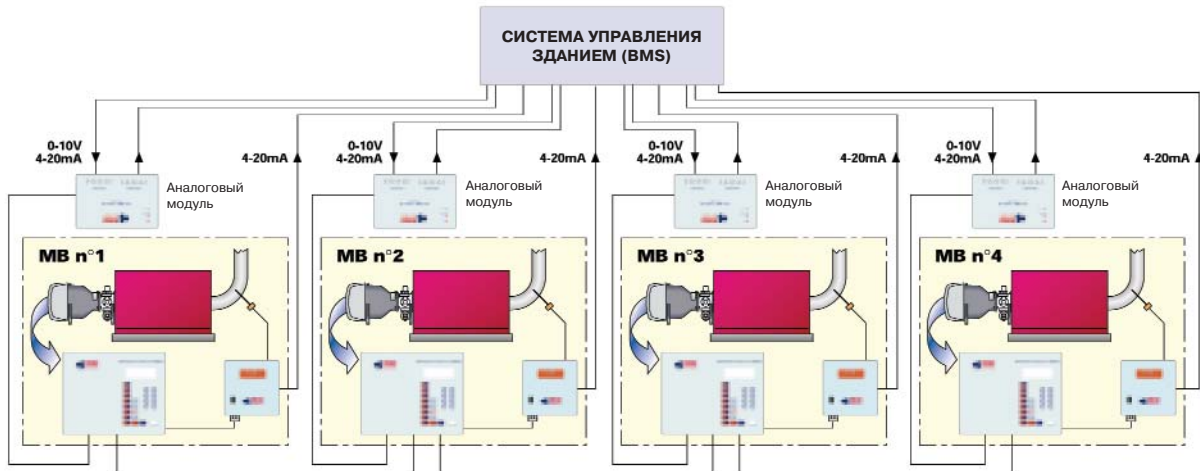 СИСТЕМА УПРАВЛЕНИЯ
ЗДАНИЕМ (BMS)
0-10V
4-20mA
4-20mA
0-10V
4-20mA
4-20mA
0-10V
4-20mA
4-20mA
0-10V
4-20mA
4-20mA
Аналоговый
модуль
Аналоговый
модуль
Аналоговый
модуль
Аналоговый
модуль
MB n°1
MB n°2
MB n°3
MB n°4